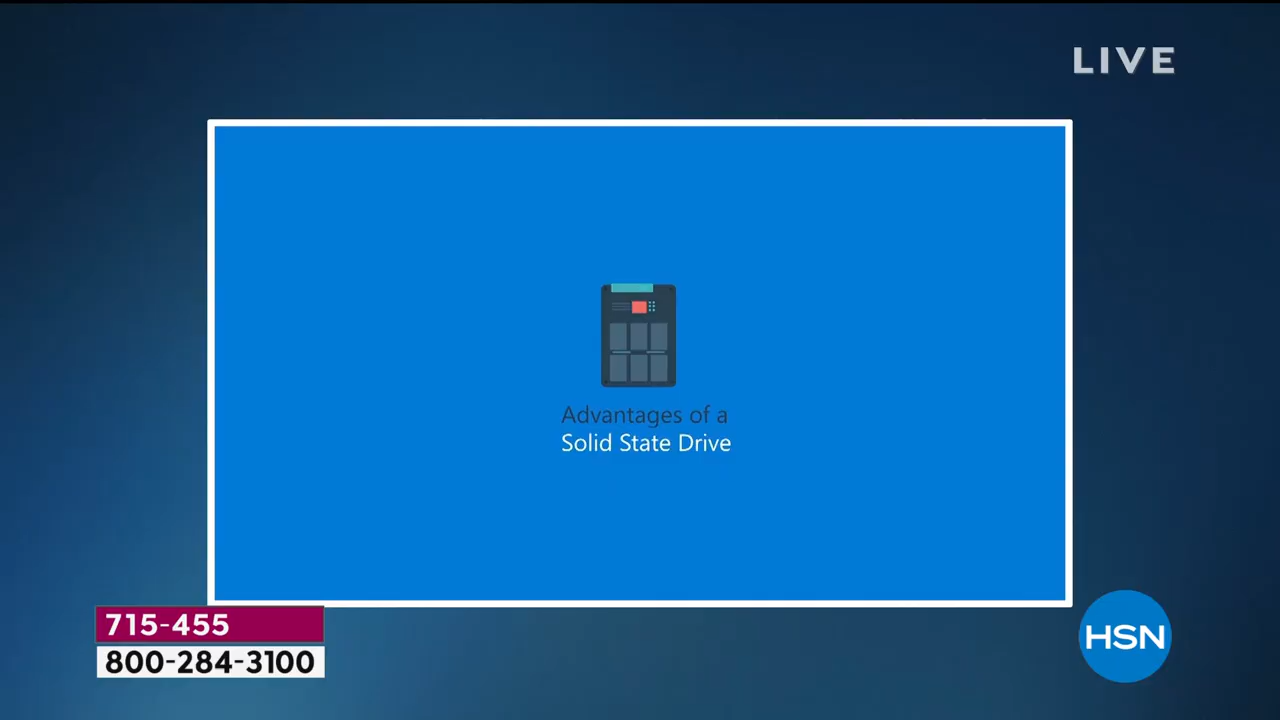 LIVE
Advantages of a
Solid State Drive
715-455
800-284-3100
HSN